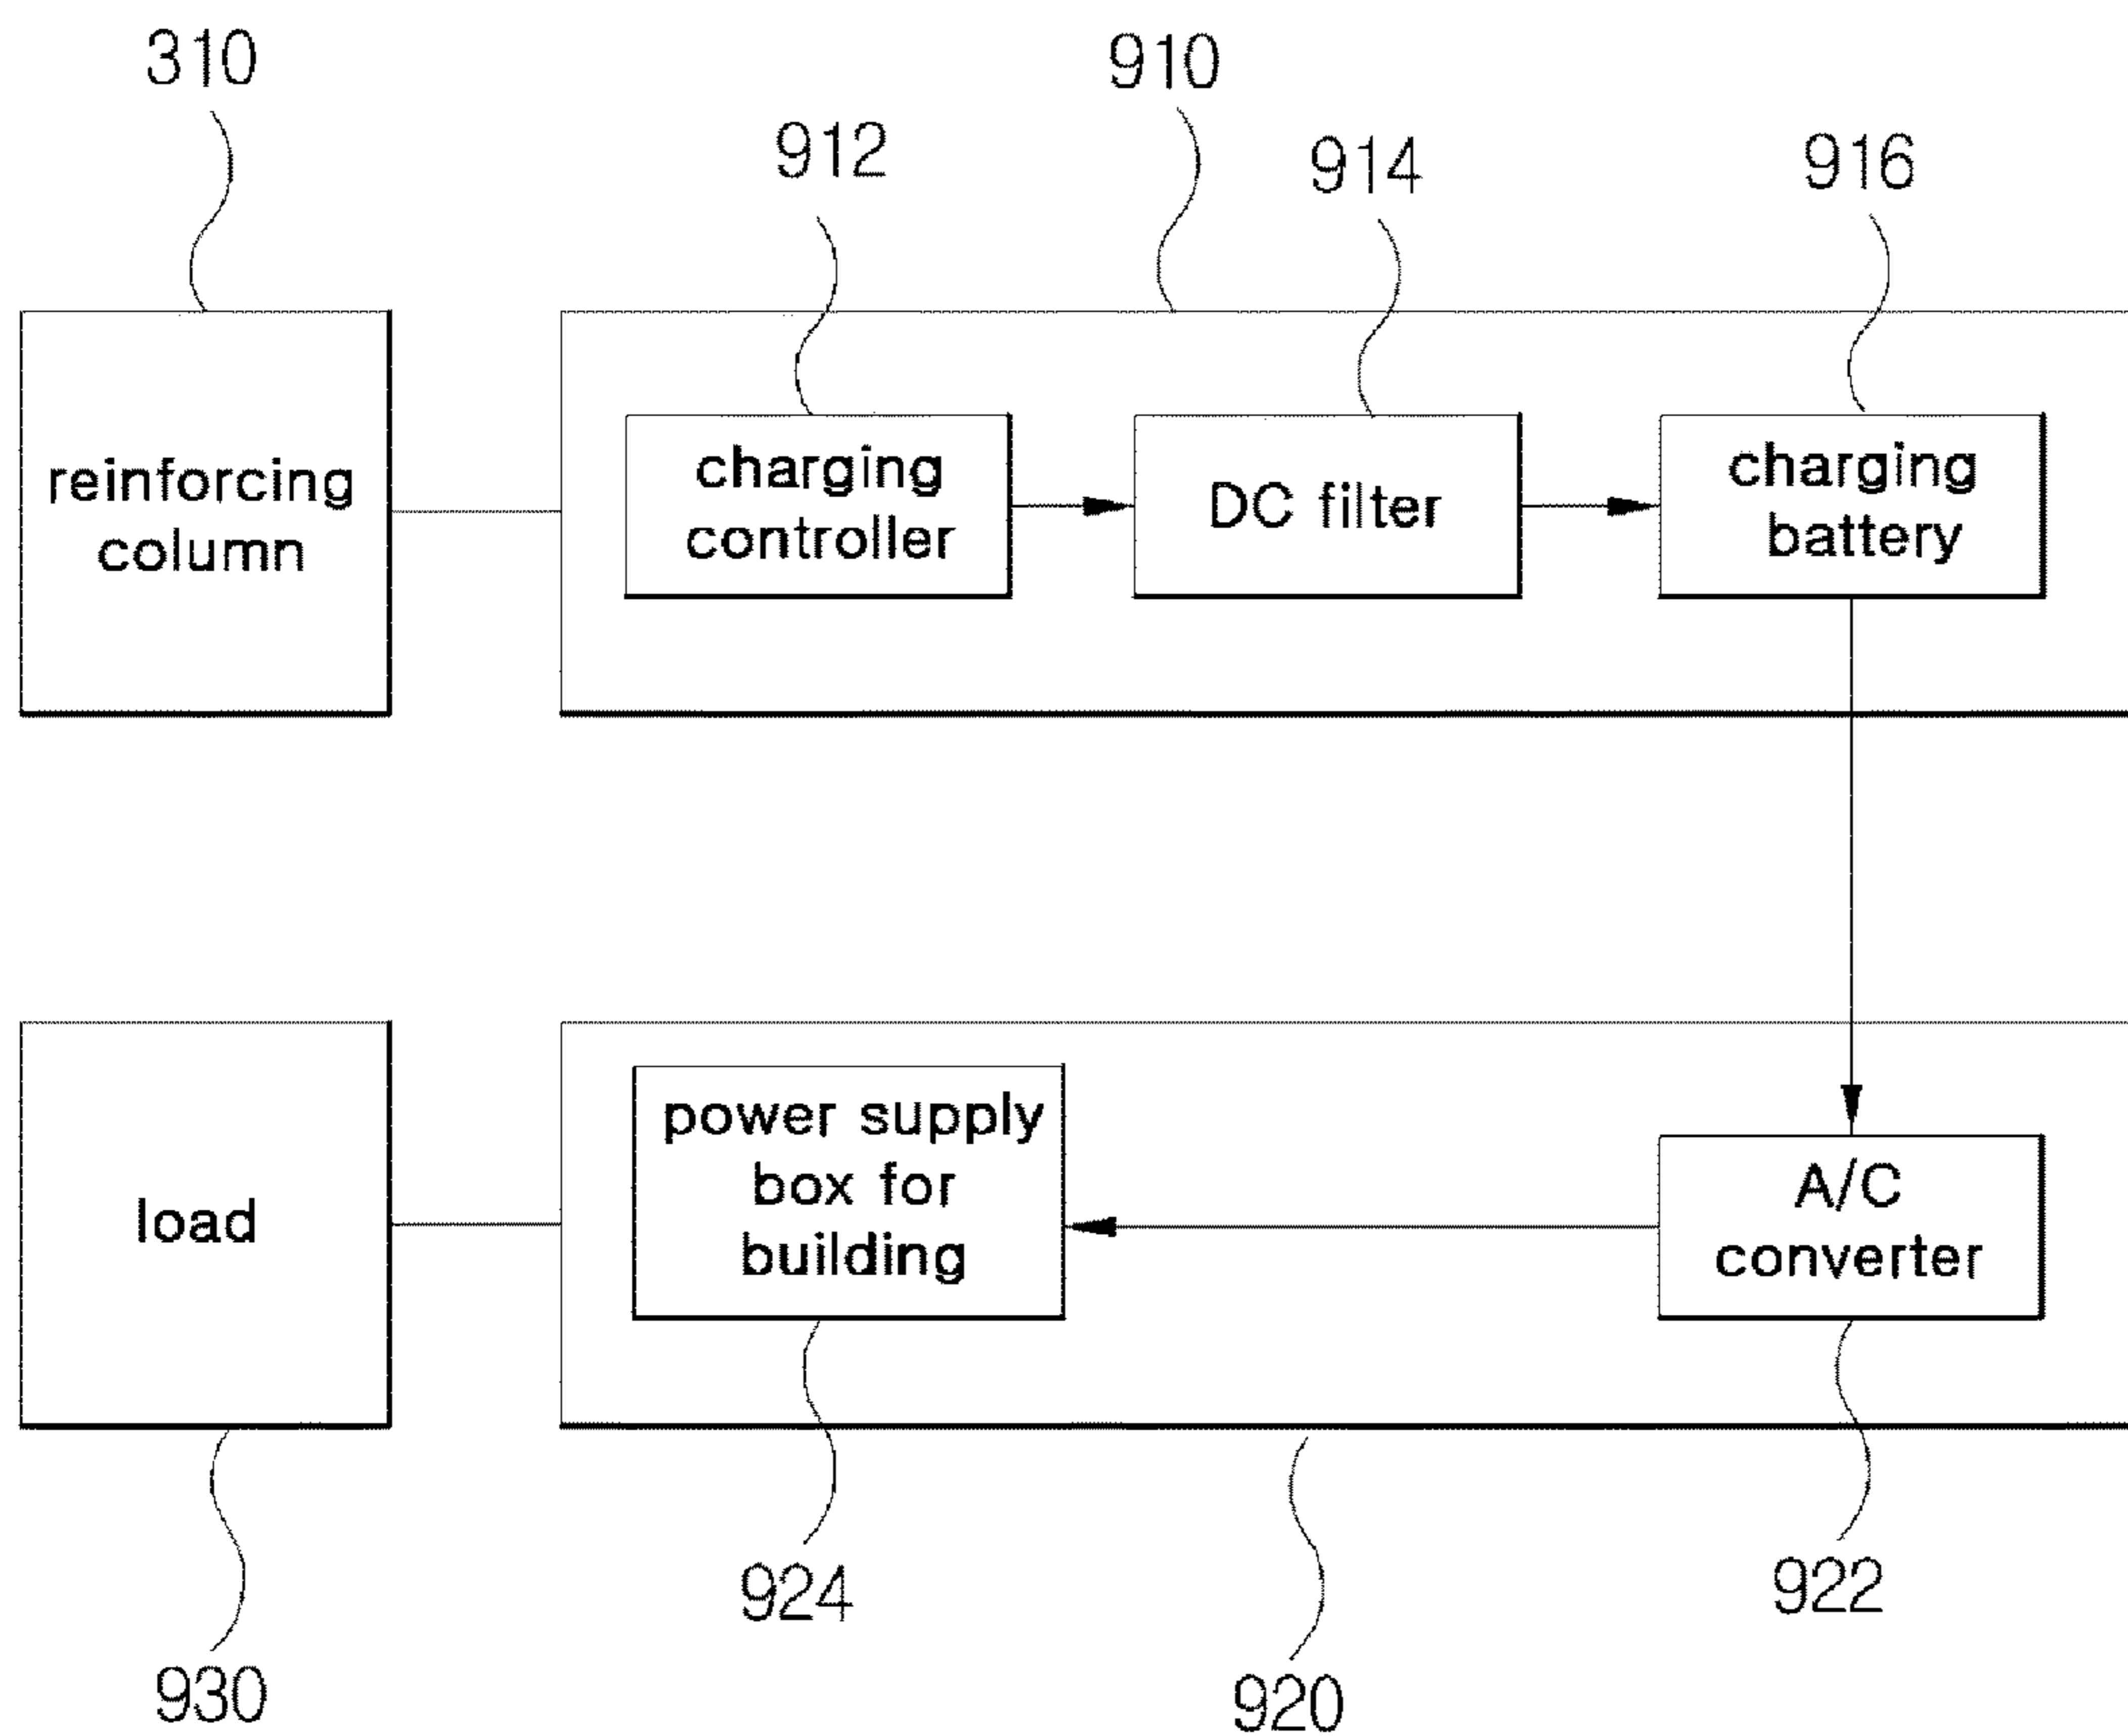 310
910
912
914
916
reinforcing
column
charging
controller
DC filter
charging
battery
load
power supply
box for
building
A/C
converter
924
922
930
920